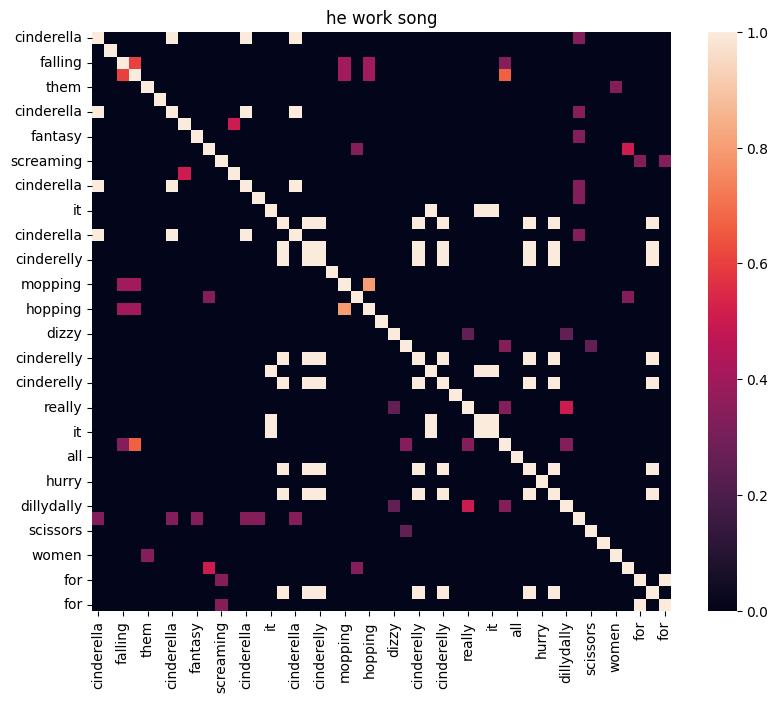 he work song
cinderella
falling
them
cinderella
fantasy
screaming
cinderella
it
cinderella
cinderelly
mopping
hopping
dizzy
cinderelly
cinderelly
really
it
all
hurry
dillydally
scissors
women
for
for
1.0
0.8
0.6
0.4
0.2
0.0
cinderella
falling
them
cinderella
fantasy
screaming
cinderella
it
cinderella
cinderelly
mopping
hopping
dizzy
cinderelly
cinderelly
really
it
all
hurry
dillydally
scissors
women
for
for